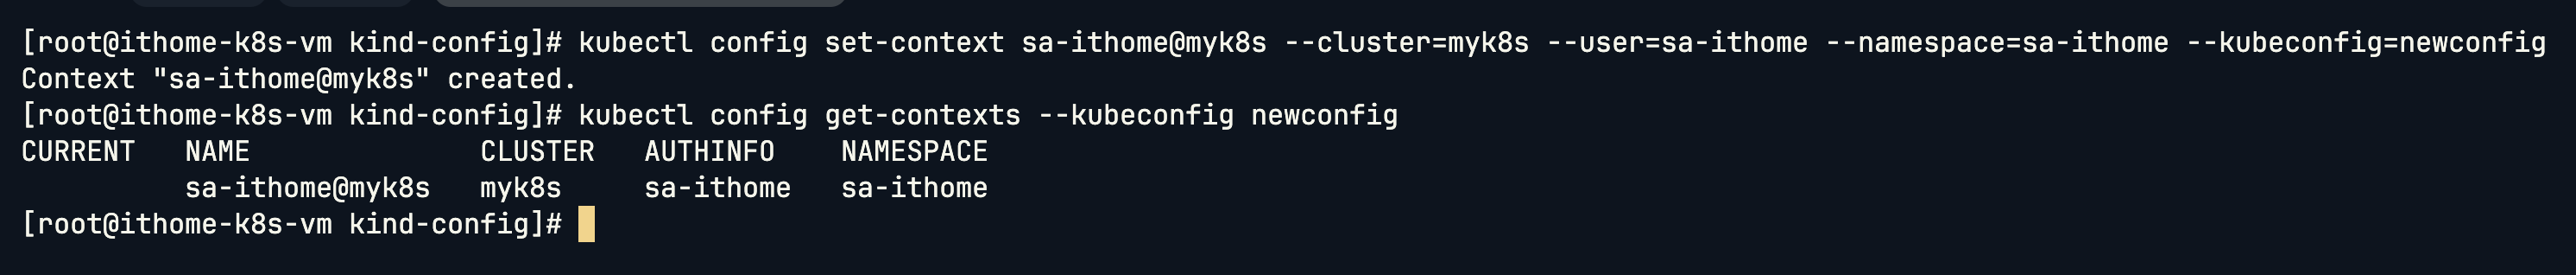 [root@ithome-k8s-vm kind-config]# kubectl config set-context sa-ithome@myk8s --cluster=myk8s --user=sa-ithome --namespace=sa-ithome --kubeconfig=newconfig
Context "sa-ithome@myk8s" created.
[root@ithome-k8s-vm kind-config]# kubectl config get-contexts --kubeconfig newconfig
CURRENT   NAME              CLUSTER   AUTHINFO    NAMESPACE
          sa-ithome@myk8s   myk8s     sa-ithome   sa-ithome
[root@ithome-k8s-vm kind-config]#